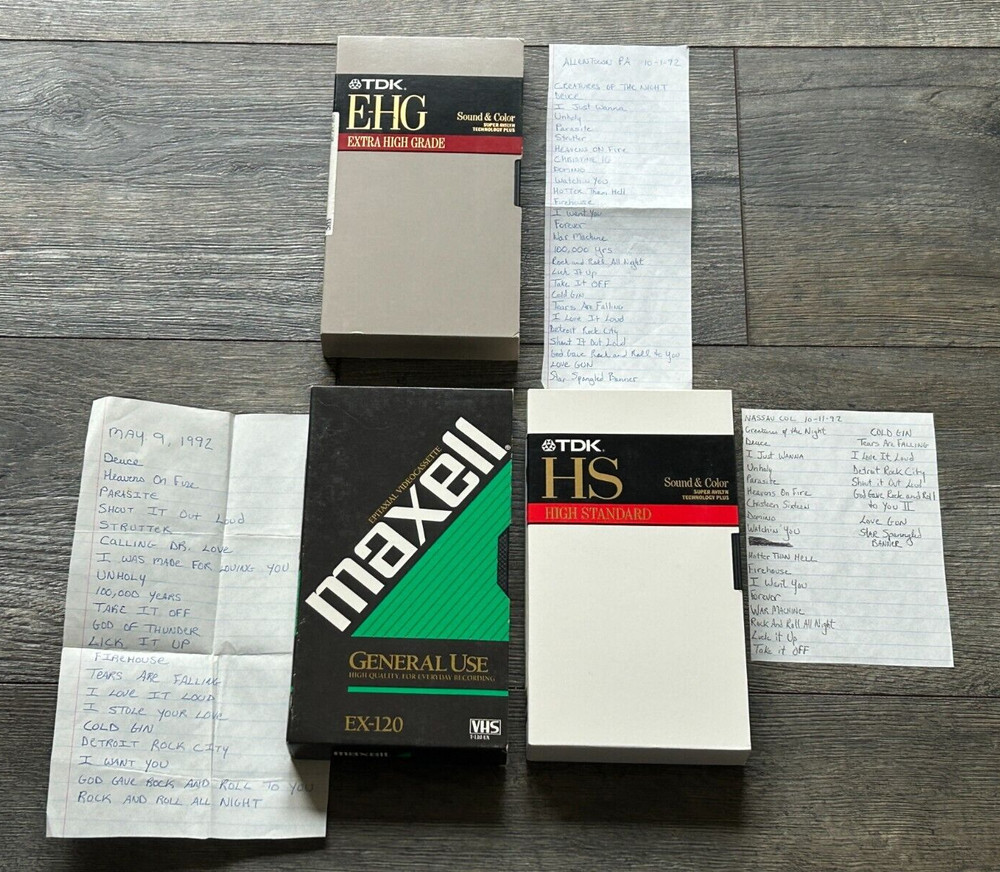 TDK
E-HG
Sound & Color
SUPER AVILYN
TECHNOLOGY PLUS
EXTRA HIGH GRADE
VHS
ALLENTOWN PA 10-1-92
CREATURES OF THE NIGHT
Deuce
I Just Wanna
Unholy
Parasite
Strutter
HEAVENS ON Fire
CHRISTINE 16
DOMINO
Watchin You
HOTTER Than Hell
Firehouse
I Want You
Forever
War Machine
100,000 Yrs
Rock and Roll All Night
Lick It Up
Take It OFF
Cold GIN
Tears Are Falling
I Love It Loud
Detroit Rock City
Shout It Out Loud
God Gave Rock and Roll to You
LOVE GUN
Star Spangled Banner
MAY 9, 1992
Deuce
Heavens On Fire
PARASITE
SHOUT IT OUT LOUD
STRUTTER
CALLING DR. LOVE
I WAS MADE FOR LOVING YOU
UNHOLY
100,000 YEARS
TAKE IT OFF
GOD OF THUNDER
LICK IT UP
FIREHOUSE
TEARS ARE FALLING
I LOVE IT LOUD
I STOLE YOUR LOVE
COLD GIN
DETROIT ROCK CITY
I WANT YOU
GOD GAVE ROCK AND ROLL TO YOU
ROCK AND ROLL ALL NIGHT
EPITAXIAL VIDEOCASSETTE
maxell
GENERAL USE
HIGH QUALITY, FOR EVERYDAY RECORDING
EX-120
VHS
T-120 EX
maxell
TDK
HS
Sound & Color
SUPER AVILYN
TECHNOLOGY PLUS
HIGH STANDARD
NASSAU COL 10-11-92
Creatures of the Night
Deuce
I Just WANNA
Unholy
Parasite
Heavens On Fire
Christeen Sixteen
Domino
Watchin You
Hotter THAN HELL
Firehouse
I Want You
Forever
WAR MACHINE
Rock And Roll All Night
Lick it Up
Take it OFF
COLD GIN
Tears Are FALLING
I Love It Loud
Detroit Rock City
Shout it Out Loud
God Gave Rock and Roll
to You II
Love Gun
Star Spangled
BANNER